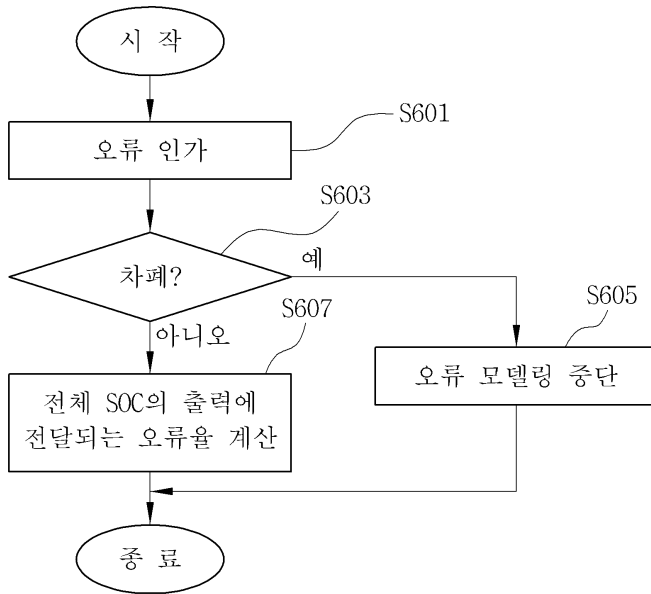 시 작
S601
오류 인가
S603
차폐?
예
S605
S607
아니오
오류 모델링 중단
전체 SOC의 출력에
전달되는 오류율 계산
종 료